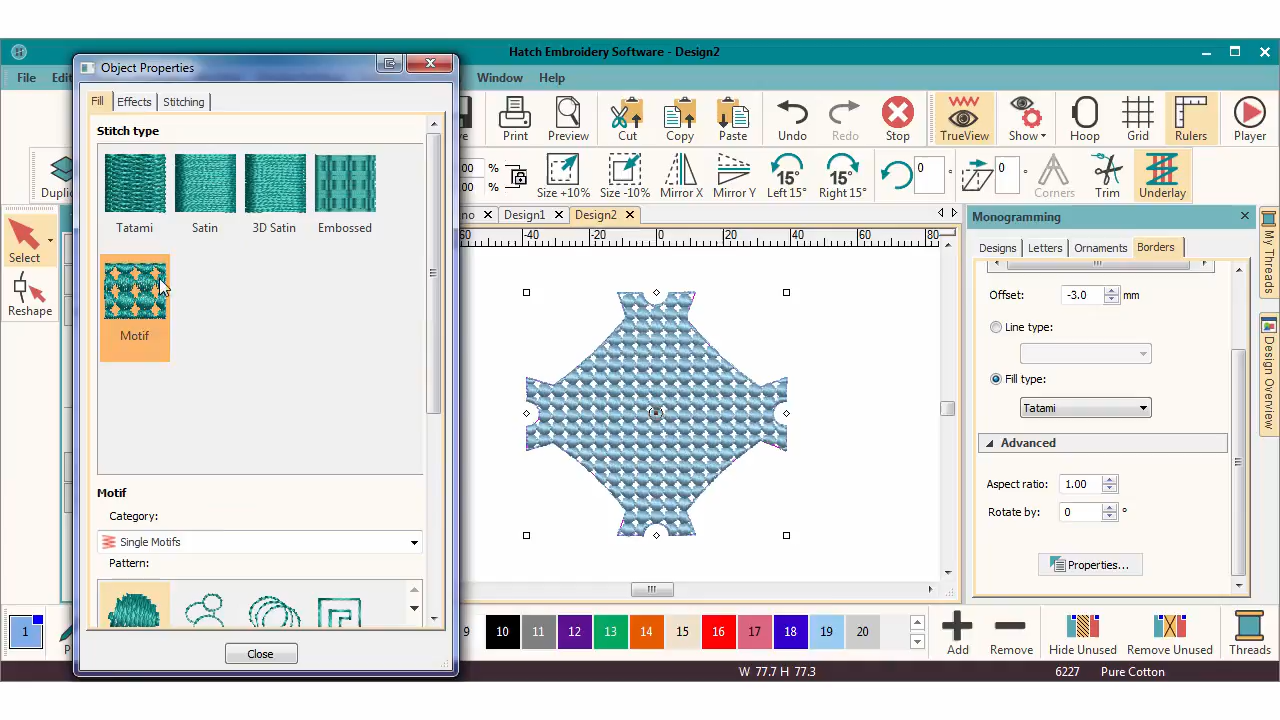 Hatch Embroidery Software - Design2
Object Properties
File
Window
Help
Fill
Effects
Stitching
Stitch type
Tatami
Satin
3D Satin
Embossed
Motif
Motif
Category:
Single Motifs
Pattern:
Close
Print
Preview
Cut
Copy
Paste
Undo
Redo
Stop
TrueView
Show
Hoop
Grid
Rulers
Player
00 %
00 %
Size +10%
Size -10%
Mirror X
Mirror Y
15°
Left 15°
15°
Right 15°
0 °
0 °
Corners
Trim
Underlay
Select
Reshape
Design1
Design2
-40
-20
0
20
40
60
80
Monogramming
Designs
Letters
Ornaments
Borders
Offset: -3.0 mm
Line type:
Fill type:
Tatami
Advanced
Aspect ratio: 1.00
Rotate by: 0 °
Properties...
My Threads
Design Overview
1
9 10 11 12 13 14 15 16 17 18 19 20
Add
Remove
Hide Unused
Remove Unused
Threads
W 77.7 H 77.3
6227
Pure Cotton